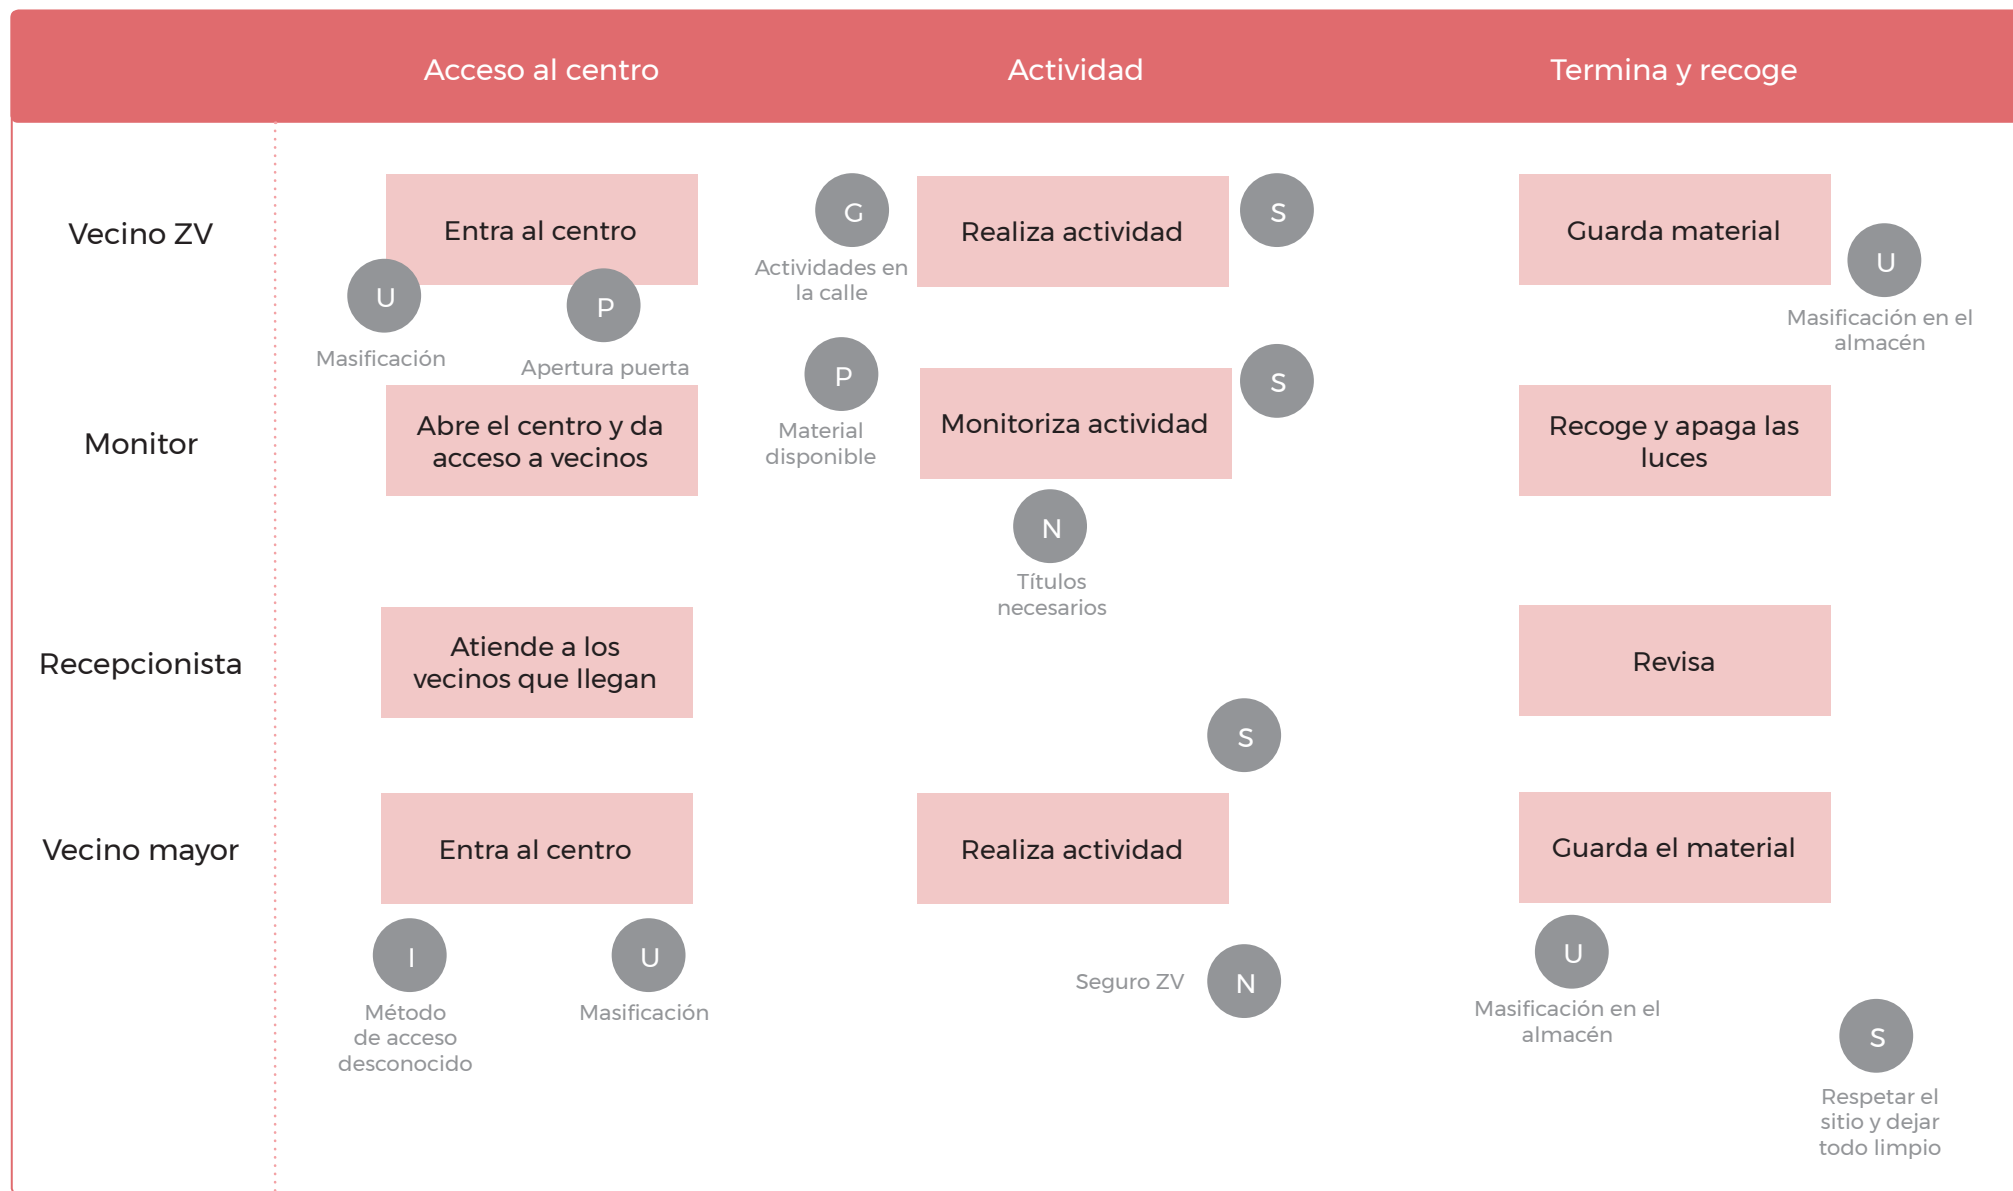 Acceso al centro
Actividad
Termina y recoge
Vecino ZV
Entra al centro
U
Masificación
P
Apertura puerta
G
Actividades en
la calle
Realiza actividad
S
Guarda material
U
Masificación en el
almacén
Monitor
Abre el centro y da
acceso a vecinos
P
Material
disponible
Monitoriza actividad
S
N
Títulos
necesarios
Recoge y apaga las
luces
Recepcionista
Atiende a los
vecinos que llegan
Revisa
Vecino mayor
Entra al centro
I
Método
de acceso
desconocido
U
Masificación
S
Realiza actividad
Seguro ZV
N
Guarda el material
U
Masificación en el
almacén
S
Respetar el
sitio y dejar
todo limpio